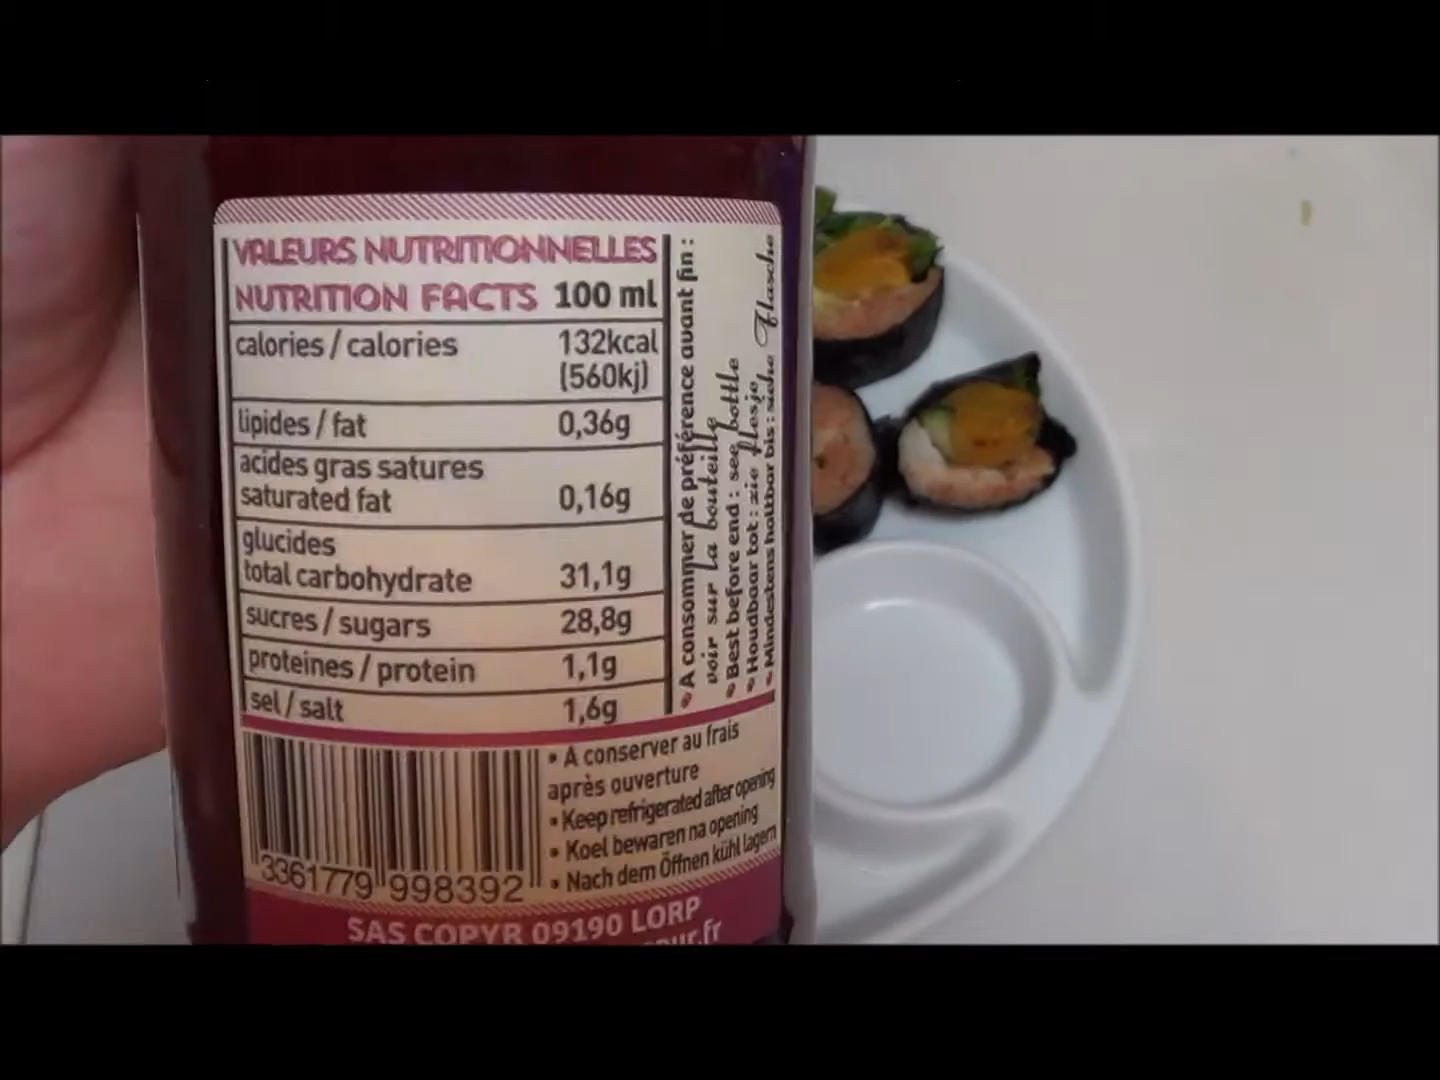 VALEURS NUTRITIONNELLES
NUTRITION FACTS 100 ml
calories / calories 132kcal
(560kj)
lipides / fat 0,36g
acides gras satures
saturated fat 0,16g
glucides
total carbohydrate 31,1g
sucres / sugars 28,8g
proteines / protein 1,1g
sel / salt 1,6g
• A consommer de préférence avant fin :
voir sur la bouteille
• Best before end : see bottle
• Houdbaar tot : zie flesje
• Mindestens haltbar bis : siehe Flasche
• A conserver au frais
après ouverture
• Keep refrigerated after opening
• Koel bewaren na opening
• Nach dem Öffnen kühl lagern
3361779 998392
SAS COPYR 09190 LORP